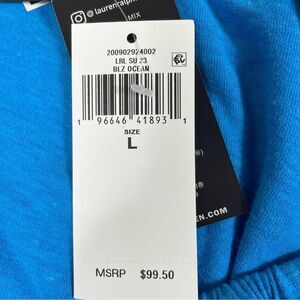 @laurenralph
MIX
200902924002
LRL SU 23
BLZ OCEAN
1 96646 41893 1
SIZE
L
EN.COM
MSRP $99.50